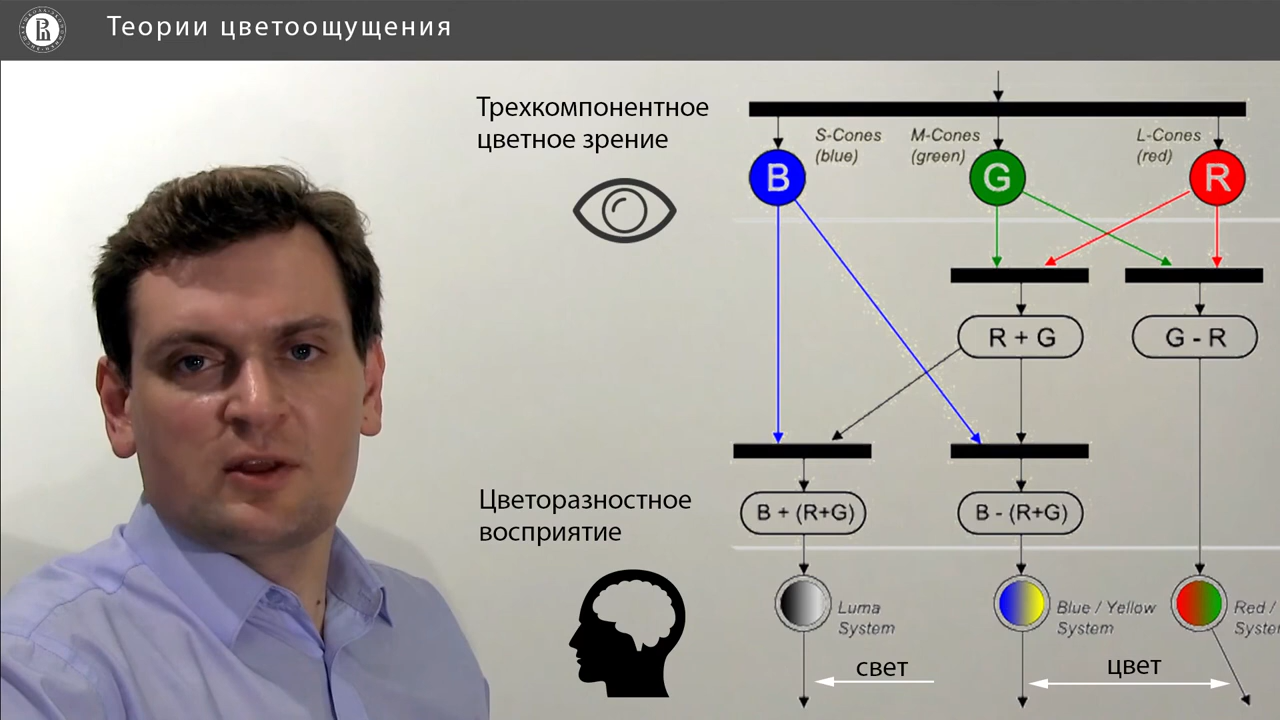 Теории цветоощущения
Трехкомпонентное
цветное зрение
S-Cones
(blue)
M-Cones
(green)
L-Cones
(red)
B
G
R
R + G
G - R
Цветоразностное
восприятие
B + (R+G)
B - (R+G)
Luma
System
Blue / Yellow
System
Red /
свет
цвет